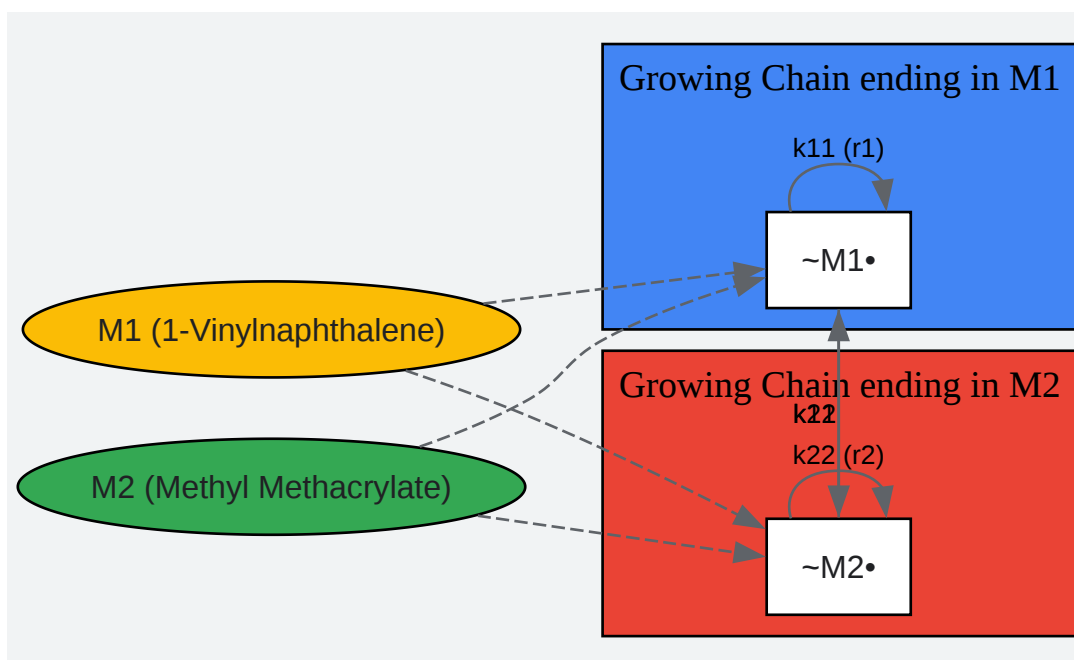 Growing Chain ending in M1
k11 (r1)
~M1•
M1 (1-Vinylnaphthalene)
Growing Chain ending in M2
k22 (r2)
M2 (Methyl Methacrylate)
~M2•